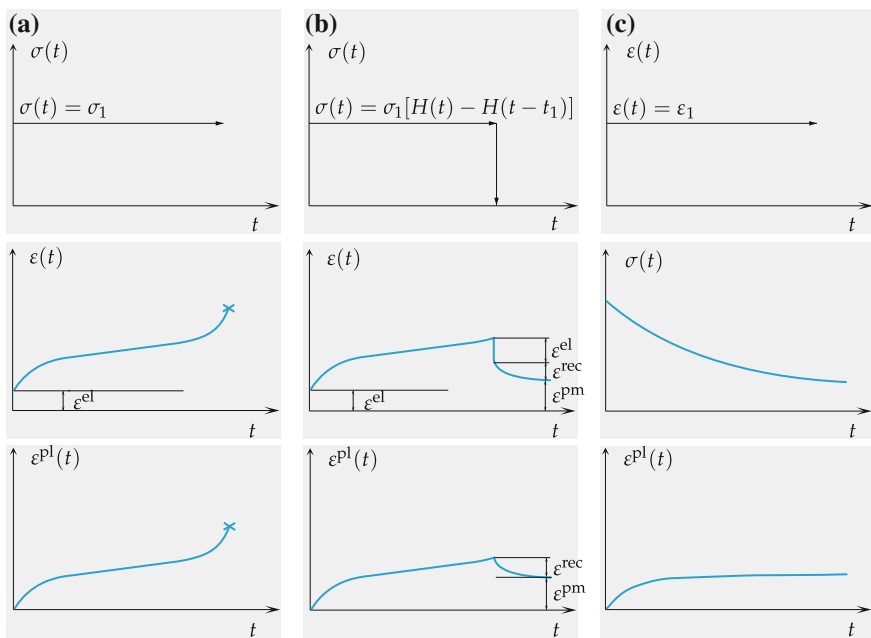 (a) (b) (c)
σ(t) σ(t) ε(t)
σ(t) = σ₁ σ(t) = σ₁[H(t) − H(t − t₁)] ε(t) = ε₁
t t t
ε(t) ε(t) σ(t)
εᵉˡ
εʳᵉᶜ
εᵉˡ εᵉˡ εᵖᵐ
t t t
εᵖˡ(t) εᵖˡ(t) εᵖˡ(t)
εʳᵉᶜ
εᵖᵐ
t t t